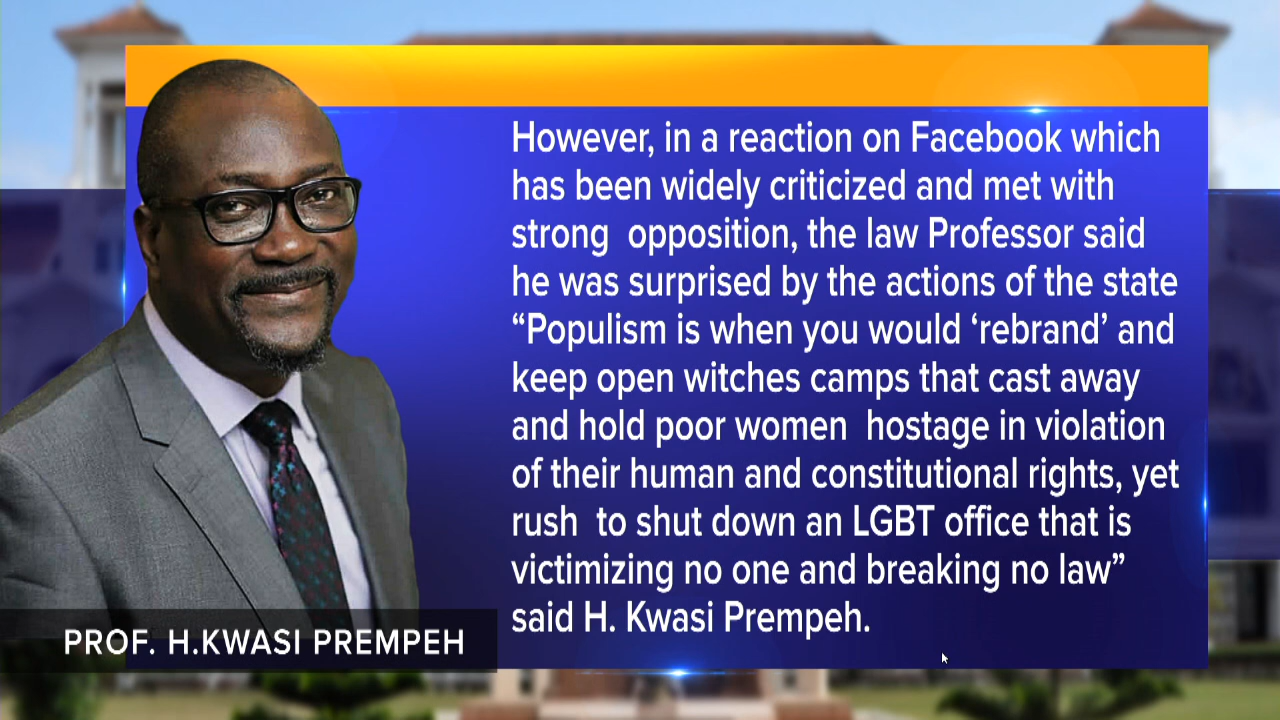 However, in a reaction on Facebook which
has been widely criticized and met with
strong  opposition, the law Professor said
he was surprised by the actions of the state
“Populism is when you would ‘rebrand’ and
keep open witches camps that cast away
and hold poor women  hostage in violation
of their human and constitutional rights, yet
rush  to shut down an LGBT office that is
victimizing no one and breaking no law”
said H. Kwasi Prempeh.
PROF. H.KWASI PREMPEH